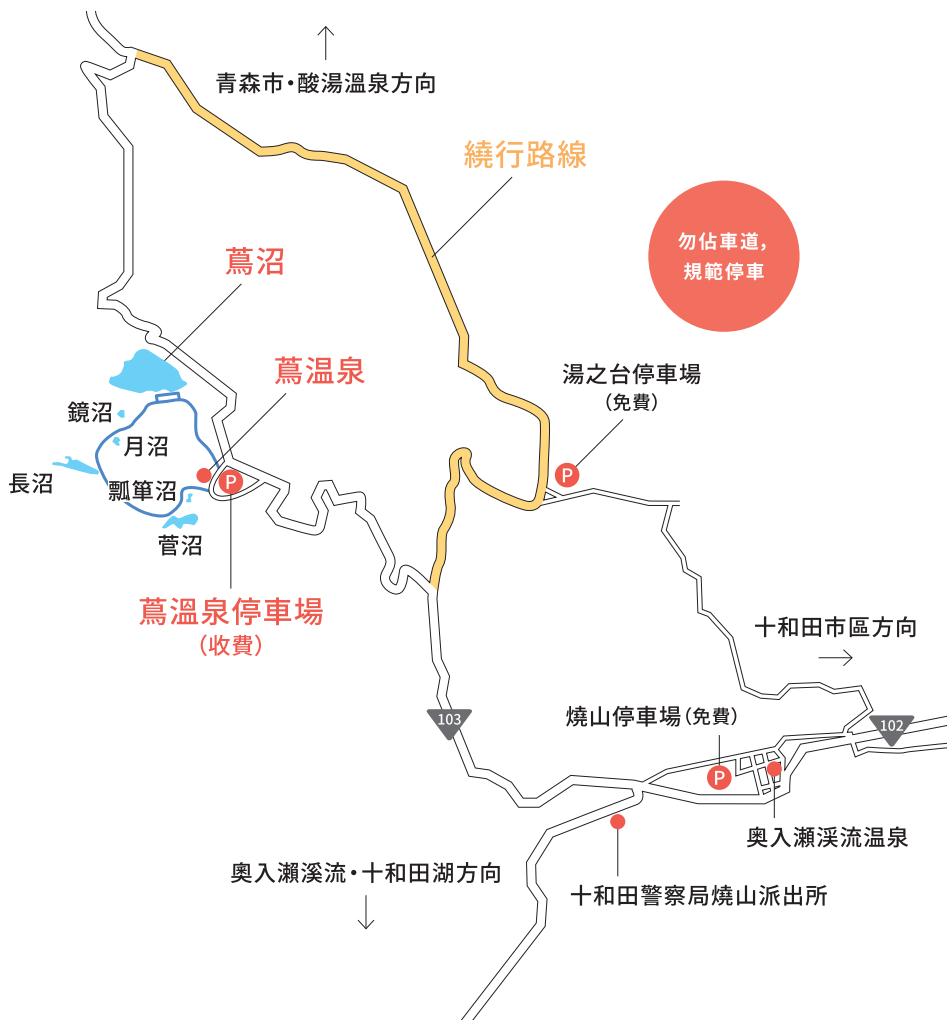 青森市・酸湯溫泉方向
繞行路線
勿佔車道，
規範停車
蔦沼
蔦温泉
湯之台停車場
（免費）
鏡沼
月沼
長沼
瓢箪沼
菅沼
P
P
蔦溫泉停車場
（收費）
十和田市區方向
103
燒山停車場（免費）
102
P
奧入瀨渓流温泉
奧入瀨溪流・十和田湖方向
十和田警察局燒山派出所